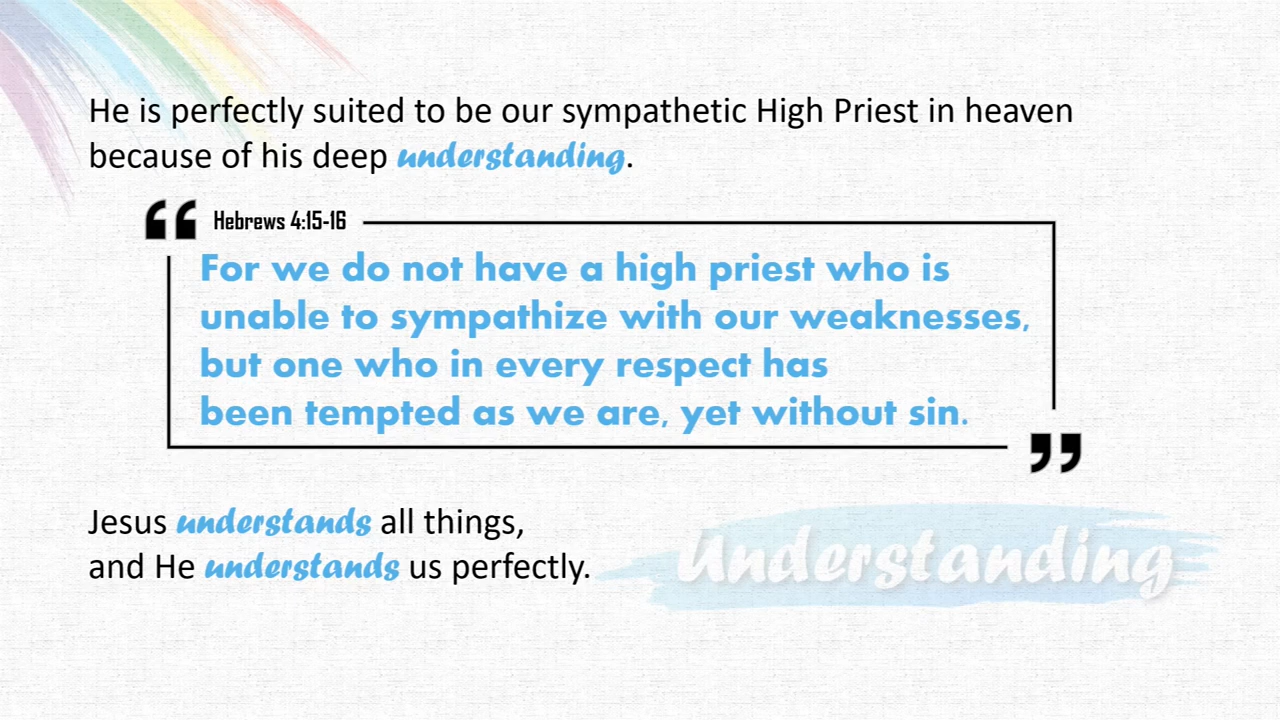 He is perfectly suited to be our sympathetic High Priest in heaven
because of his deep understanding.
“ Hebrews 4:15-16
For we do not have a high priest who is
unable to sympathize with our weaknesses,
but one who in every respect has
been tempted as we are, yet without sin.
”
Jesus understands all things,
and He understands us perfectly.
Understanding